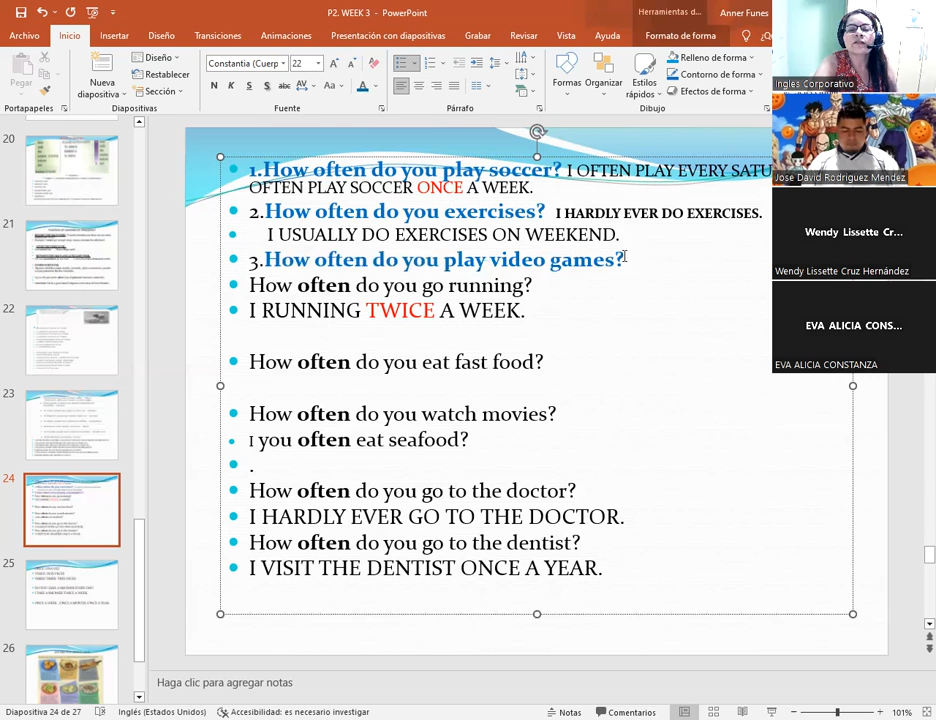 P2. WEEK 3 - PowerPoint
Herramientas d...
Anner Funes
Archivo
Inicio
Insertar
Diseño
Transiciones
Animaciones
Presentación con diapositivas
Grabar
Revisar
Vista
Ayuda
Formato de forma
Pegar
Nueva diapositiva
Diseño
Restablecer
Sección
Constantia (Cuerp
22
N
K
S
S
abc
AV
Aa
A
Formas
Organizar
Estilos rápidos
Relleno de forma
Contorno de forma
Efectos de forma
Portapapeles
Diapositivas
Fuente
Párrafo
Dibujo
Ingles Corporativo
Jose David Rodriguez Mendez
Wendy Lissette Cr...
Wendy Lissette Cruz Hernández
EVA ALICIA CONS...
EVA ALICIA CONSTANZA
20
21
22
23
24
25
26
1.How often do you play soccer? I OFTEN PLAY EVERY SATU
OFTEN PLAY SOCCER ONCE A WEEK.
2.How often do you exercises? I HARDLY EVER DO EXERCISES.
I USUALLY DO EXERCISES ON WEEKEND.
3.How often do you play video games?
How often do you go running?
I RUNNING TWICE A WEEK.
How often do you eat fast food?
How often do you watch movies?
I you often eat seafood?
.
How often do you go to the doctor?
I HARDLY EVER GO TO THE DOCTOR.
How often do you go to the dentist?
I VISIT THE DENTIST ONCE A YEAR.
Haga clic para agregar notas
Diapositiva 24 de 27
Inglés (Estados Unidos)
Accesibilidad: es necesario investigar
Notas
Comentarios
101%